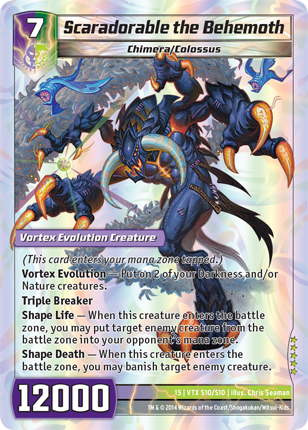 7
Scaradorable the Behemoth
Chimera/Colossus
Vortex Evolution Creature
(This card enters your mana zone tapped.)
Vortex Evolution — Put on 2 of your Darkness and/or
Nature creatures.
Triple Breaker
Shape Life — When this creature enters the battle
zone, you may put target enemy creature from the
battle zone into your opponent's mana zone.
Shape Death — When this creature enters the
battle zone, you may banish target enemy creature.
12000
15 | VTX S10/S10 | illus. Chris Seaman
TM & © 2014 Wizards of the Coast/Shogakukan/Mitsui-Kids.